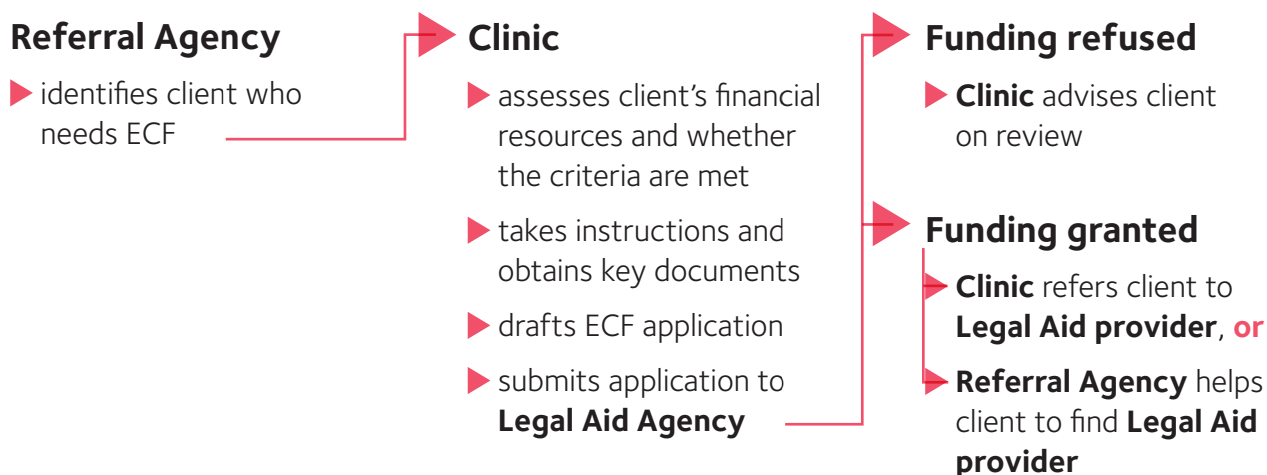 Referral Agency
identifies client who
needs ECF
Clinic
assesses client’s financial
resources and whether
the criteria are met
takes instructions and
obtains key documents
drafts ECF application
submits application to
Legal Aid Agency
Funding refused
Clinic advises client
on review
Funding granted
Clinic refers client to
Legal Aid provider, or
Referral Agency helps
client to find Legal Aid
provider